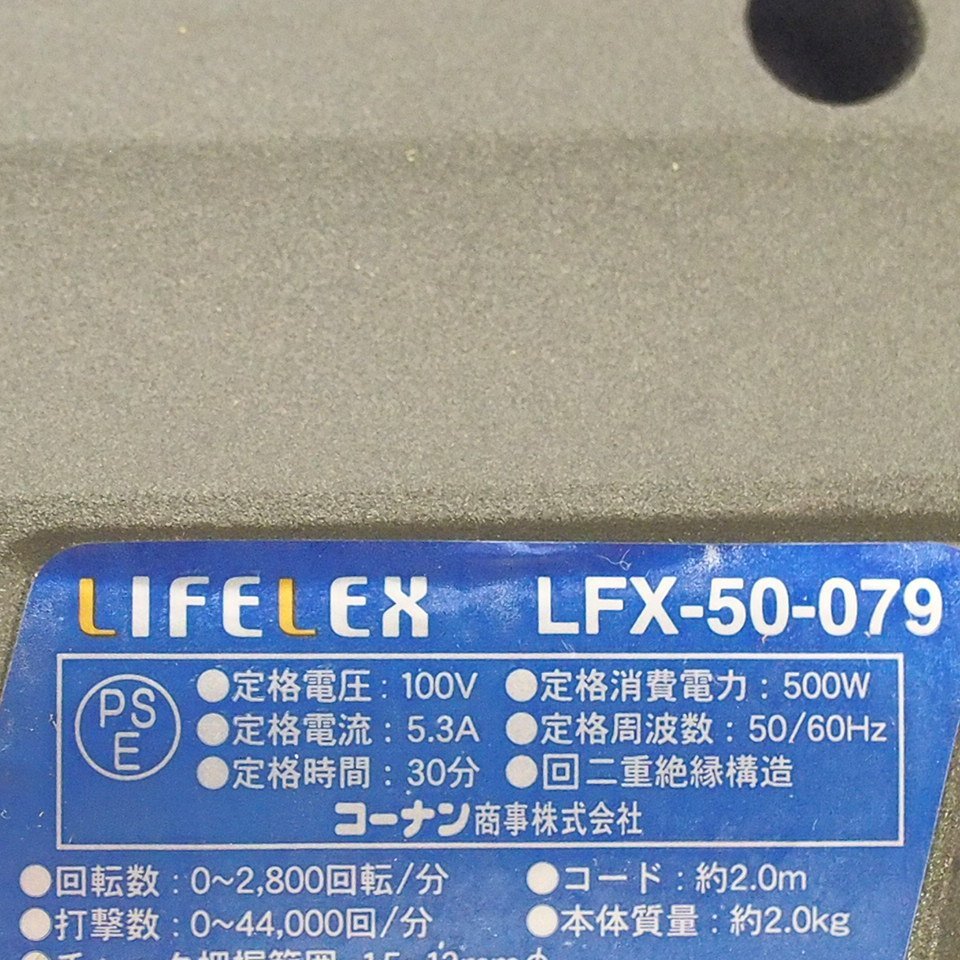 LIFELEX LFX-50-079
PS E
●定格電圧：100V ●定格消費電力：500W
●定格電流：5.3A ●定格周波数：50/60Hz
●定格時間：30分 ●回二重絶縁構造
コーナン商事株式会社
●回転数：0~2,800回転/分 ●コード：約2.0m
●打撃数：0~44,000回/分 ●本体質量：約2.0kg